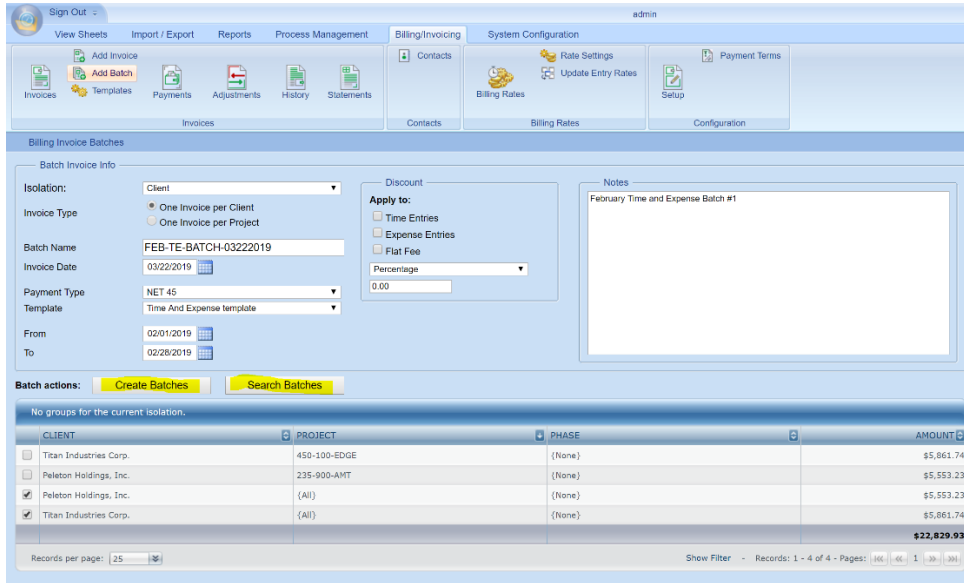 Sign Out
admin
View Sheets Import / Export Reports Process Management Billing/Invoicing System Configuration
Add Invoice
Add Batch
Templates
Invoices Payments Adjustments History Statements
Invoices
Contacts
Contacts
Rate Settings
Update Entry Rates
Billing Rates
Billing Rates
Payment Terms
Setup
Configuration
Billing Invoice Batches
Batch Invoice Info
Isolation: Client
Invoice Type One Invoice per Client
One Invoice per Project
Batch Name FEB-TE-BATCH-03222019
Invoice Date 03/22/2019
Payment Type NET 45
Template Time And Expense template
From 02/01/2019
To 02/28/2019
Discount
Apply to:
Time Entries
Expense Entries
Flat Fee
Percentage
0.00
Notes
February Time and Expense Batch #1
Batch actions: Create Batches Search Batches
No groups for the current isolation.
CLIENT PROJECT PHASE AMOUNT
Titan Industries Corp. 450-100-EDGE {None} $5,861.74
Peleton Holdings, Inc. 235-900-AMT {None} $5,553.23
Peleton Holdings, Inc. {All} {None} $5,553.23
Titan Industries Corp. {All} {None} $5,861.74
$22,829.93
Records per page: 25 Show Filter - Records: 1 - 4 of 4 - Pages: 1